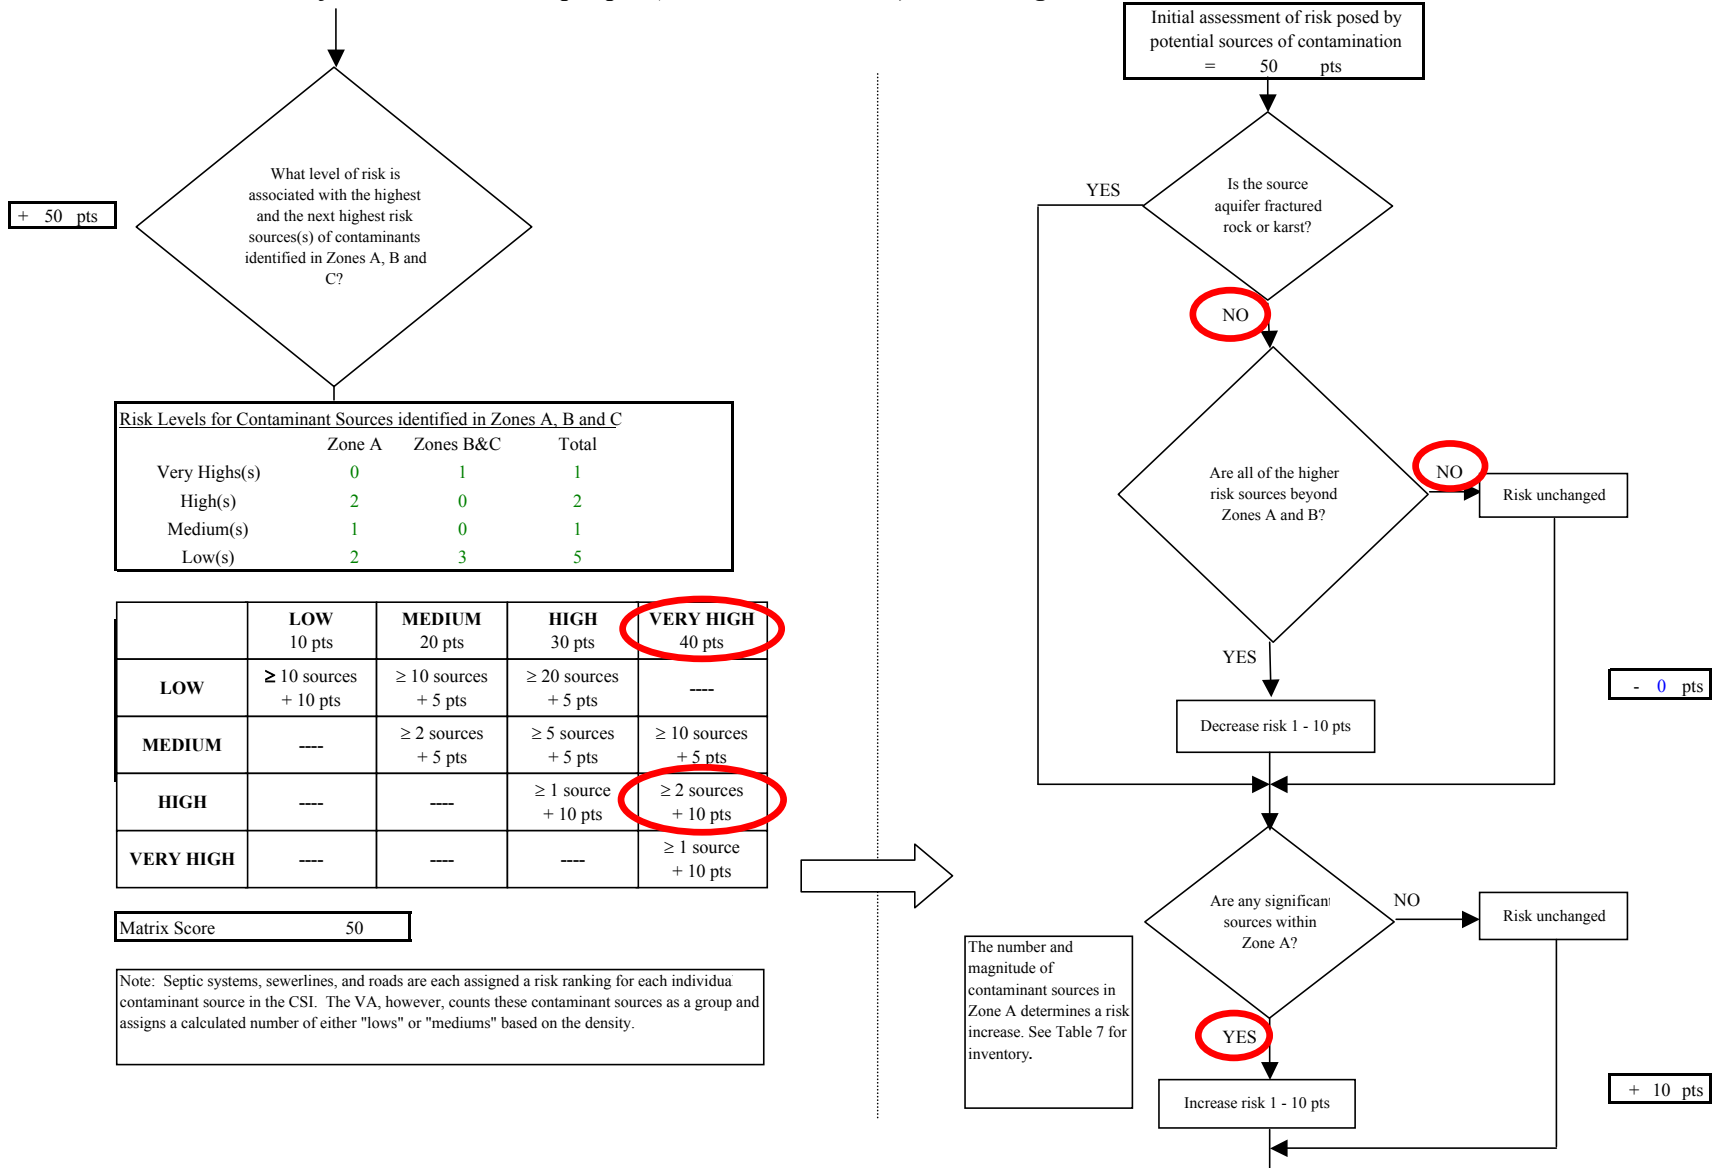 What level of risk is
associated with the highest
and the next highest risk
sources(s) of contaminants
identified in Zones A, B and
C?
+ 50 pts
Risk Levels for Contaminant Sources identified in Zones A, B and C
Zone A Zones B&C Total
Very Highs(s) 0 1 1
High(s) 2 0 2
Medium(s) 1 0 1
Low(s) 2 3 5
LOW MEDIUM HIGH VERY HIGH
10 pts 20 pts 30 pts 40 pts
LOW ≥ 10 sources ≥ 10 sources ≥ 20 sources ----
+ 10 pts + 5 pts + 5 pts
MEDIUM ---- ≥ 2 sources ≥ 5 sources ≥ 10 sources
+ 5 pts + 5 pts + 5 pts
HIGH ---- ---- ≥ 1 source ≥ 2 sources
+ 10 pts + 10 pts
VERY HIGH ---- ---- ---- ≥ 1 source
+ 10 pts
Matrix Score 50
Note: Septic systems, sewerlines, and roads are each assigned a risk ranking for each individua
contaminant source in the CSI. The VA, however, counts these contaminant sources as a group and
assigns a calculated number of either "lows" or "mediums" based on the density.
Initial assessment of risk posed by
potential sources of contamination
= 50 pts
Is the source
aquifer fractured
rock or karst?
YES
NO
Are all of the higher
risk sources beyond
Zones A and B?
NO
Risk unchanged
YES
Decrease risk 1 - 10 pts
- 0 pts
Are any significant
sources within
Zone A?
NO
Risk unchanged
The number and
magnitude of
contaminant sources in
Zone A determines a risk
increase. See Table 7 for
inventory.
YES
Increase risk 1 - 10 pts
+ 10 pts